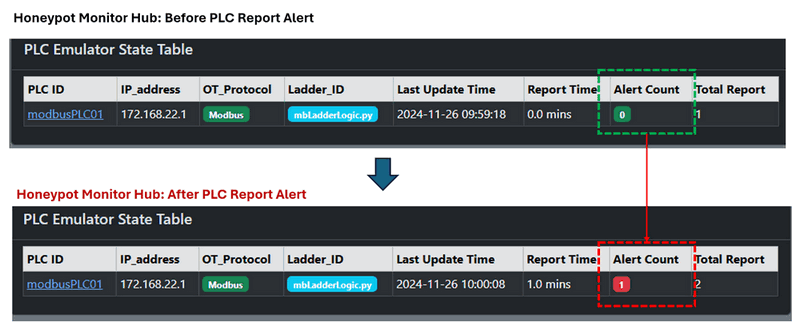 Honeypot Monitor Hub: Before PLC Report Alert
PLC Emulator State Table
PLC ID IP_address OT_Protocol Ladder_ID Last Update Time Report Time Alert Count Total Report
modbusPLC01 172.168.22.1 Modbus mbLadderLogic.py 2024-11-26 09:59:18 0.0 mins 0 1
Honeypot Monitor Hub: After PLC Report Alert
PLC Emulator State Table
PLC ID IP_address OT_Protocol Ladder_ID Last Update Time Report Time Alert Count Total Report
modbusPLC01 172.168.22.1 Modbus mbLadderLogic.py 2024-11-26 10:00:08 1.0 mins 1 2